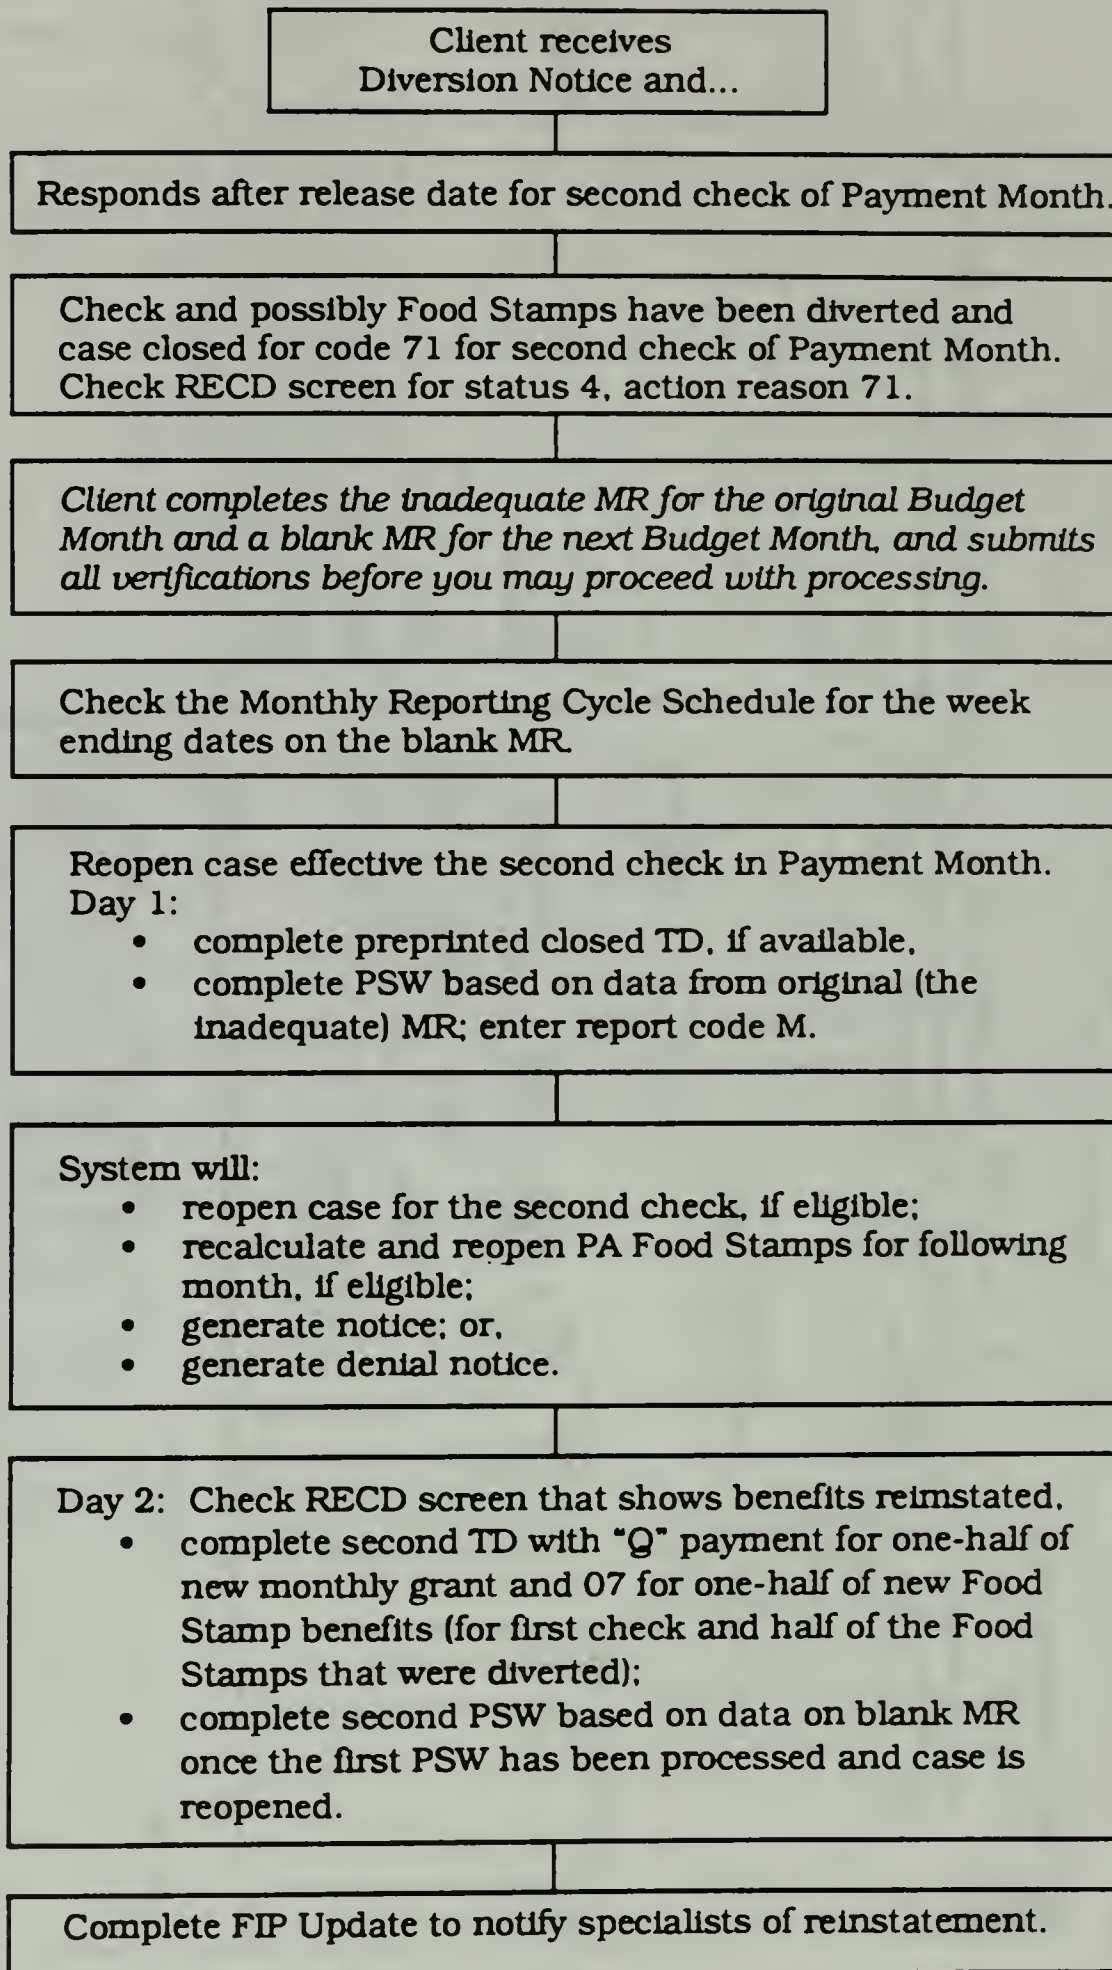 Client receives
Diversion Notice and...
Responds after release date for second check of Payment Month.
Check and possibly Food Stamps have been diverted and
case closed for code 71 for second check of Payment Month.
Check RECD screen for status 4, action reason 71.
Client completes the inadequate MR for the original Budget
Month and a blank MR for the next Budget Month, and submits
all verifications before you may proceed with processing.
Check the Monthly Reporting Cycle Schedule for the week
ending dates on the blank MR.
Reopen case effective the second check in Payment Month.
Day 1:
• complete preprinted closed TD, if available,
• complete PSW based on data from original (the
inadequate) MR; enter report code M.
System will:
• reopen case for the second check, if eligible;
• recalculate and reopen PA Food Stamps for following
month, if eligible;
• generate notice; or,
• generate denial notice.
Day 2: Check RECD screen that shows benefits reimstated,
• complete second TD with "Q" payment for one-half of
new monthly grant and 07 for one-half of new Food
Stamp benefits (for first check and half of the Food
Stamps that were diverted);
• complete second PSW based on data on blank MR
once the first PSW has been processed and case is
reopened.
Complete FIP Update to notify specialists of reinstatement.